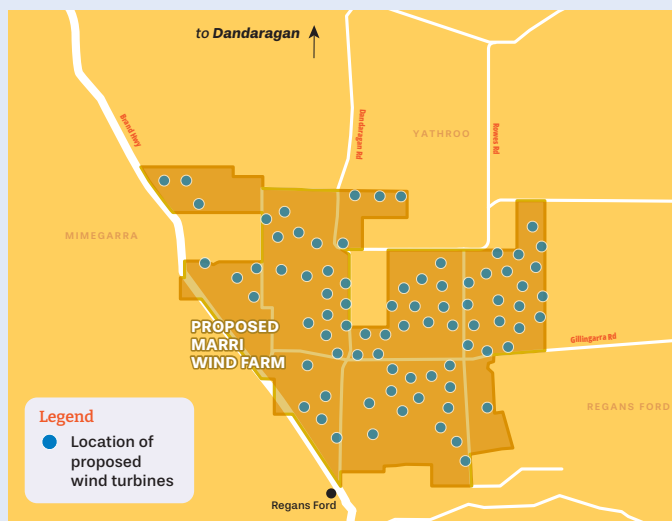 to Dandaragan
Brand Hwy
Dandaragan Rd
YATHROO
Rowes Rd
MIMEGARRA
PROPOSED
MARRI
WIND FARM
Gillingarra Rd
REGANS FORD
Legend
Location of
proposed
wind turbines
Regans Ford